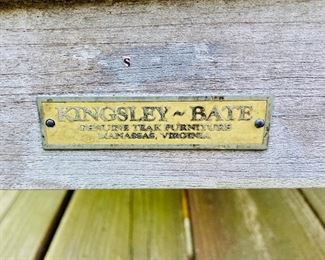 KINGSLEY ~ BATE
GENUINE TEAK FURNITURE
MANASSAS, VIRGINIA